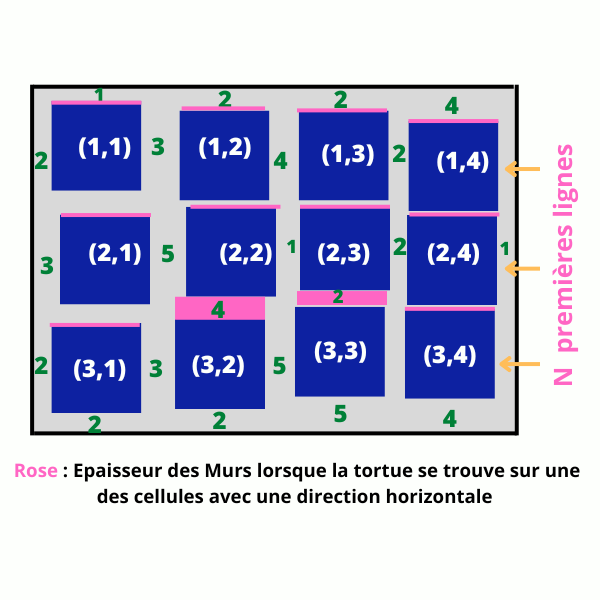 1 2 2 4
2 (1,1) 3 (1,2) 4 (1,3) 2 (1,4)
3 (2,1) 5 (2,2) 1 (2,3) 2 (2,4) 1
4 2
2 (3,1) 3 (3,2) 5 (3,3) (3,4)
2 2 5 4
N premières lignes
Rose : Epaisseur des Murs lorsque la tortue se trouve sur une
des cellules avec une direction horizontale